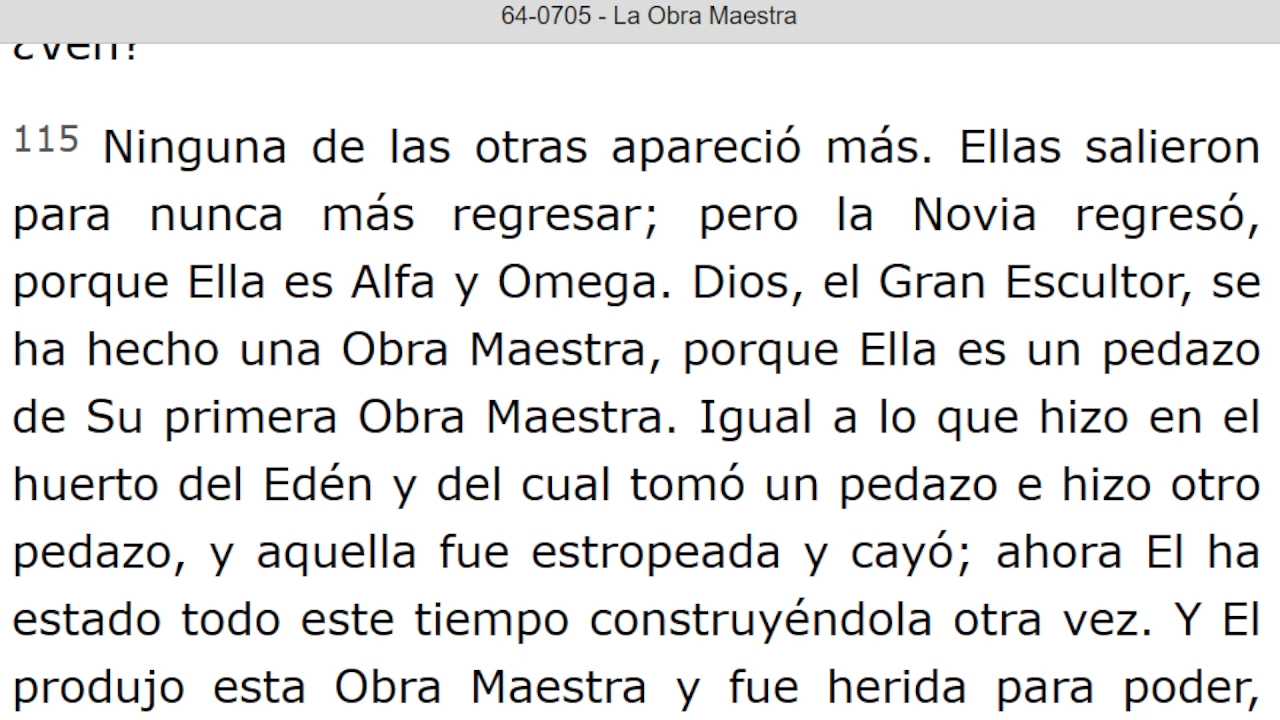 64-0705 - La Obra Maestra
¿Ven?
115 Ninguna de las otras apareció más. Ellas salieron
para nunca más regresar; pero la Novia regresó,
porque Ella es Alfa y Omega. Dios, el Gran Escultor, se
ha hecho una Obra Maestra, porque Ella es un pedazo
de Su primera Obra Maestra. Igual a lo que hizo en el
huerto del Edén y del cual tomó un pedazo e hizo otro
pedazo, y aquella fue estropeada y cayó; ahora El ha
estado todo este tiempo construyéndola otra vez. Y El
produjo esta Obra Maestra y fue herida para poder,